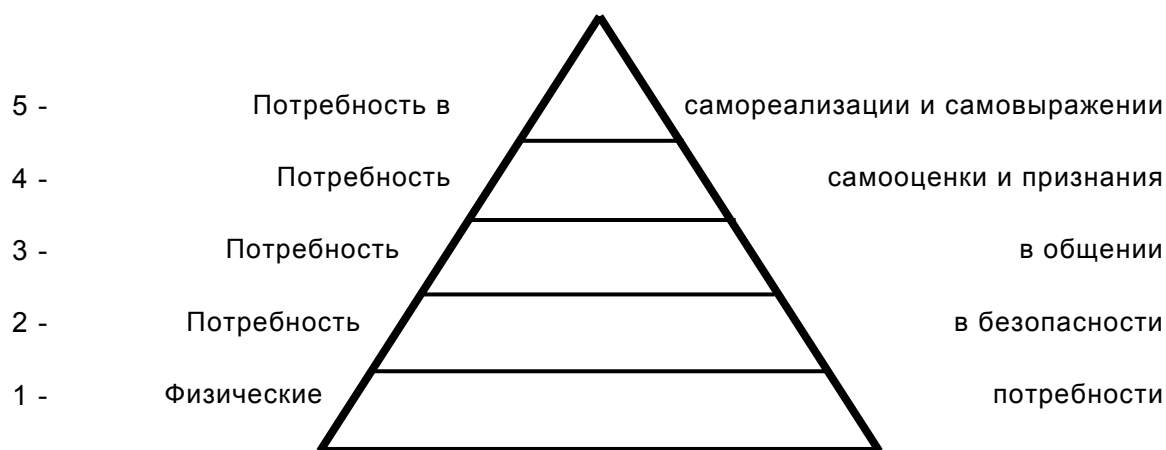 5 - Потребность в самореализации и самовыражении
4 - Потребность самооценки и признания
3 - Потребность в общении
2 - Потребность в безопасности
1 - Физические потребности